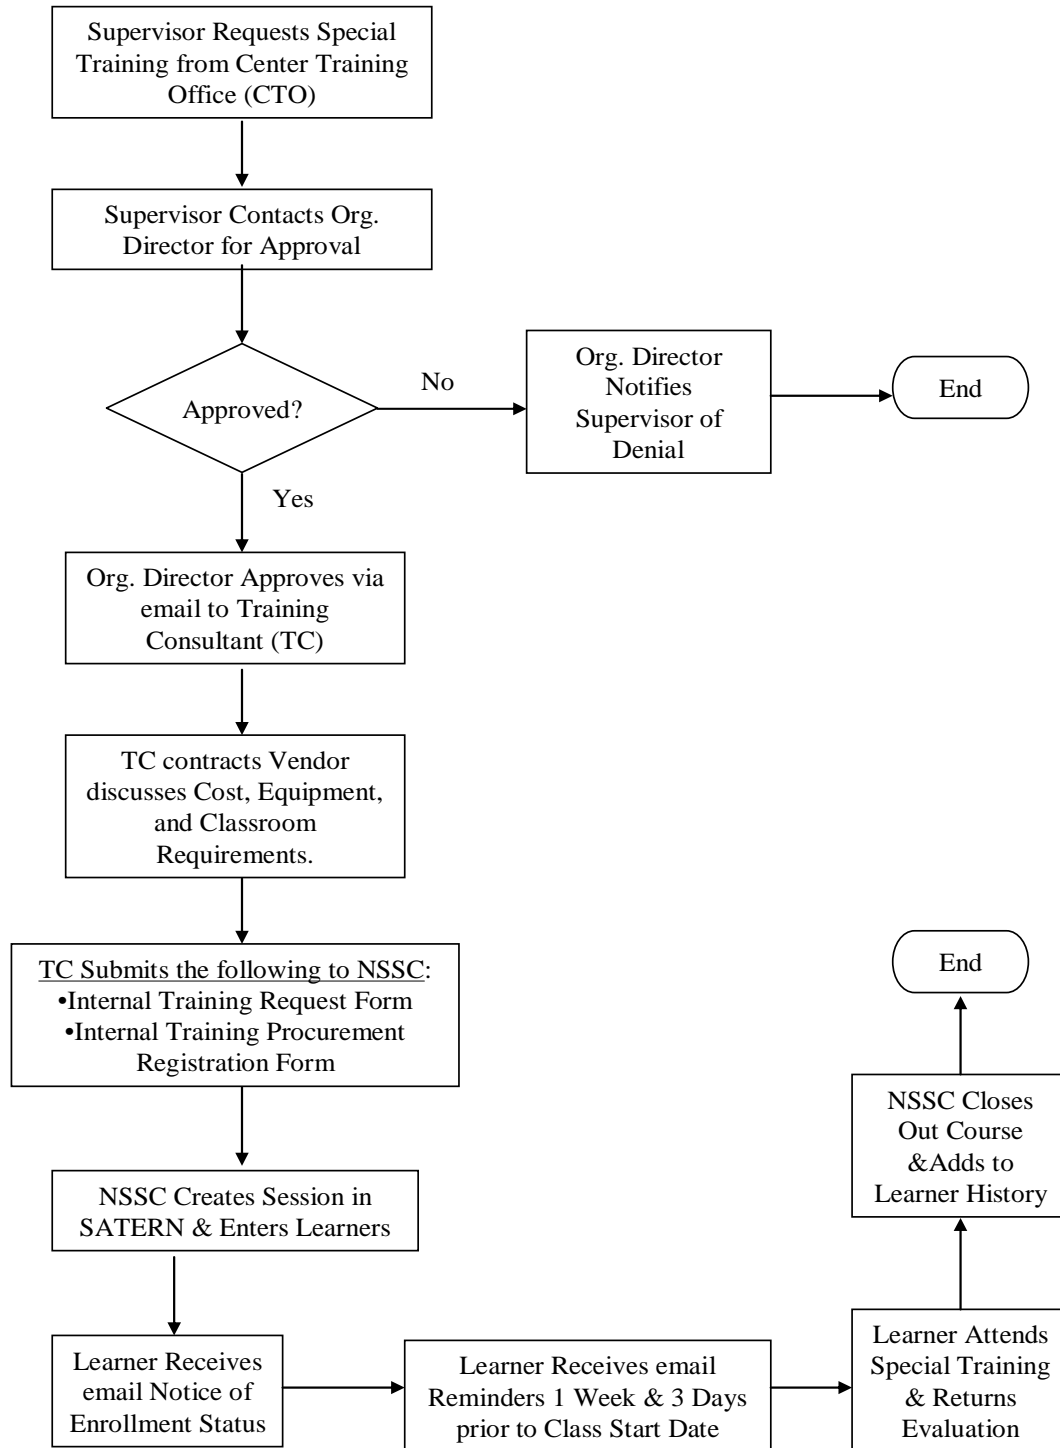 Supervisor Requests Special
Training from Center Training
Office (CTO)
Supervisor Contacts Org.
Director for Approval
Approved?
No
Org. Director
Notifies
Supervisor of
Denial
End
Yes
Org. Director Approves via
email to Training
Consultant (TC)
TC contracts Vendor
discusses Cost, Equipment,
and Classroom
Requirements.
TC Submits the following to NSSC:
•Internal Training Request Form
•Internal Training Procurement
Registration Form
NSSC Creates Session in
SATERN & Enters Learners
Learner Receives
email Notice of
Enrollment Status
Learner Receives email
Reminders 1 Week & 3 Days
prior to Class Start Date
Learner Attends
Special Training
& Returns
Evaluation
NSSC Closes
Out Course
&Adds to
Learner History
End